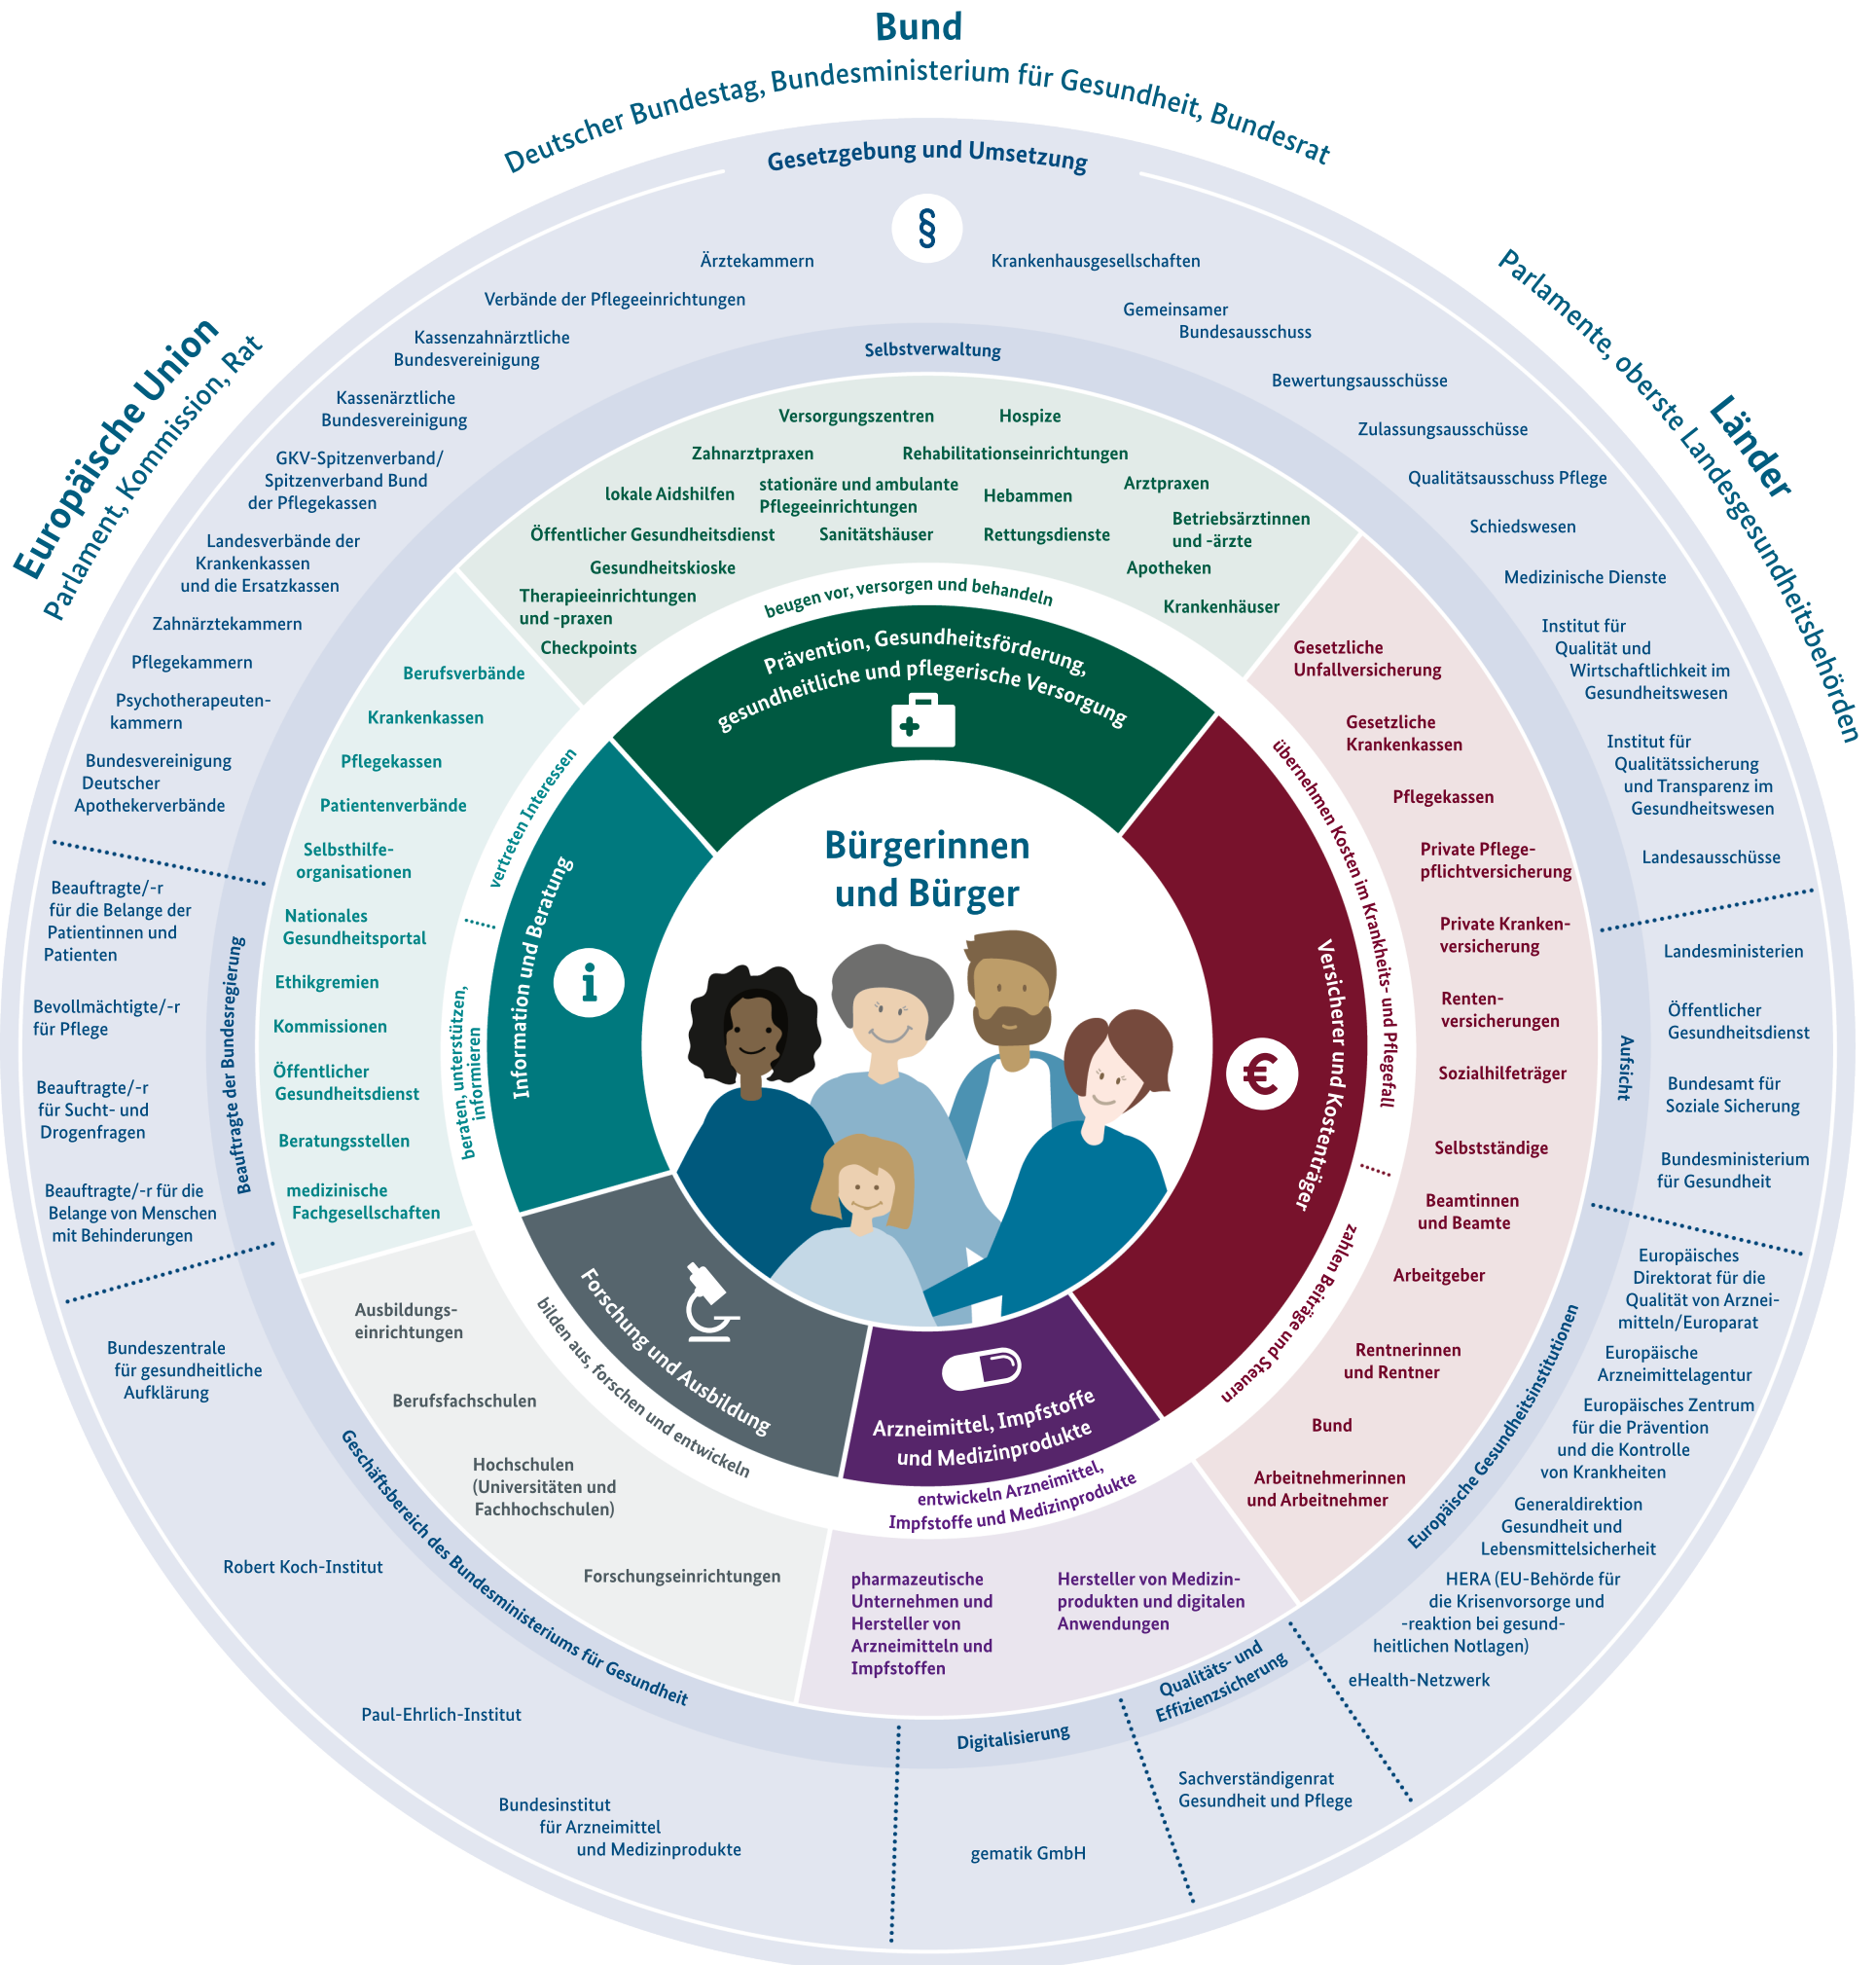 Bund
Deutscher Bundestag, Bundesministerium für Gesundheit, Bundesrat
Europäische Union
Parlament, Kommission, Rat
Länder
Parlamente, oberste Landesgesundheitsbehörden
Gesetzgebung und Umsetzung
§
Selbstverwaltung
Ärztekammern
Verbände der Pflegeeinrichtungen
Kassenzahnärztliche
Bundesvereinigung
Kassenärztliche
Bundesvereinigung
GKV-Spitzenverband/
Spitzenverband Bund
der Pflegekassen
Landesverbände der
Krankenkassen
und die Ersatzkassen
Zahnärztekammern
Pflegekammern
Psychotherapeuten-
kammern
Bundesvereinigung
Deutscher
Apothekerverbände
Krankenhausgesellschaften
Gemeinsamer
Bundesausschuss
Bewertungsausschüsse
Zulassungsausschüsse
Qualitätsausschuss Pflege
Schiedswesen
Medizinische Dienste
Institut für
Qualität und
Wirtschaftlichkeit im
Gesundheitswesen
Institut für
Qualitätssicherung
und Transparenz im
Gesundheitswesen
Landesausschüsse
Aufsicht
Landesministerien
Öffentlicher
Gesundheitsdienst
Bundesamt für
Soziale Sicherung
Bundesministerium
für Gesundheit
Europäische Gesundheitsinstitutionen
Europäisches
Direktorat für die
Qualität von Arznei-
mitteln/Europarat
Europäische
Arzneimittelagentur
Europäisches Zentrum
für die Prävention
und die Kontrolle
von Krankheiten
Generaldirektion
Gesundheit und
Lebensmittelsicherheit
HERA (EU-Behörde für
die Krisenvorsorge und
-reaktion bei gesund-
heitlichen Notlagen)
eHealth-Netzwerk
Qualitäts- und
Effizienzsicherung
Sachverständigenrat
Gesundheit und Pflege
Digitalisierung
gematik GmbH
Geschäftsbereich des Bundesministeriums für Gesundheit
Bundeszentrale
für gesundheitliche
Aufklärung
Robert Koch-Institut
Paul-Ehrlich-Institut
Bundesinstitut
für Arzneimittel
und Medizinprodukte
Beauftragte der Bundesregierung
Beauftragte/-r
für die Belange der
Patientinnen und
Patienten
Bevollmächtigte/-r
für Pflege
Beauftragte/-r
für Sucht- und
Drogenfragen
Beauftragte/-r für die
Belange von Menschen
mit Behinderungen
Versorgungszentren
Hospize
Zahnarztpraxen
Rehabilitationseinrichtungen
lokale Aidshilfen
stationäre und ambulante
Pflegeeinrichtungen
Hebammen
Arztpraxen
Öffentlicher Gesundheitsdienst
Sanitätshäuser
Rettungsdienste
Betriebsärztinnen
und -ärzte
Gesundheitskioske
Apotheken
Therapieeinrichtungen
und -praxen
Krankenhäuser
Checkpoints
beugen vor, versorgen und behandeln
Prävention, Gesundheitsförderung,
gesundheitliche und pflegerische Versorgung
Gesetzliche
Unfallversicherung
Gesetzliche
Krankenkassen
Pflegekassen
Private Pflege-
pflichtversicherung
Private Kranken-
versicherung
Renten-
versicherungen
Sozialhilfeträger
Selbstständige
Beamtinnen
und Beamte
Arbeitgeber
Rentnerinnen
und Rentner
Bund
Arbeitnehmerinnen
und Arbeitnehmer
übernehmen Kosten im Krankheits- und Pflegefall
zahlen Beiträge und Steuern
Versicherer und Kostenträger
€
Berufsverbände
Krankenkassen
Pflegekassen
Patientenverbände
Selbsthilfe-
organisationen
Nationales
Gesundheitsportal
Ethikgremien
Kommissionen
Öffentlicher
Gesundheitsdienst
Beratungsstellen
medizinische
Fachgesellschaften
vertreten Interessen
beraten, unterstützen,
informieren
Information und Beratung
i
Ausbildungs-
einrichtungen
Berufsfachschulen
Hochschulen
(Universitäten und
Fachhochschulen)
Forschungseinrichtungen
bilden aus, forschen und entwickeln
Forschung und Ausbildung
Arzneimittel, Impfstoffe
und Medizinprodukte
entwickeln Arzneimittel,
Impfstoffe und Medizinprodukte
pharmazeutische
Unternehmen und
Hersteller von
Arzneimitteln und
Impfstoffen
Hersteller von Medizin-
produkten und digitalen
Anwendungen
Bürgerinnen
und Bürger